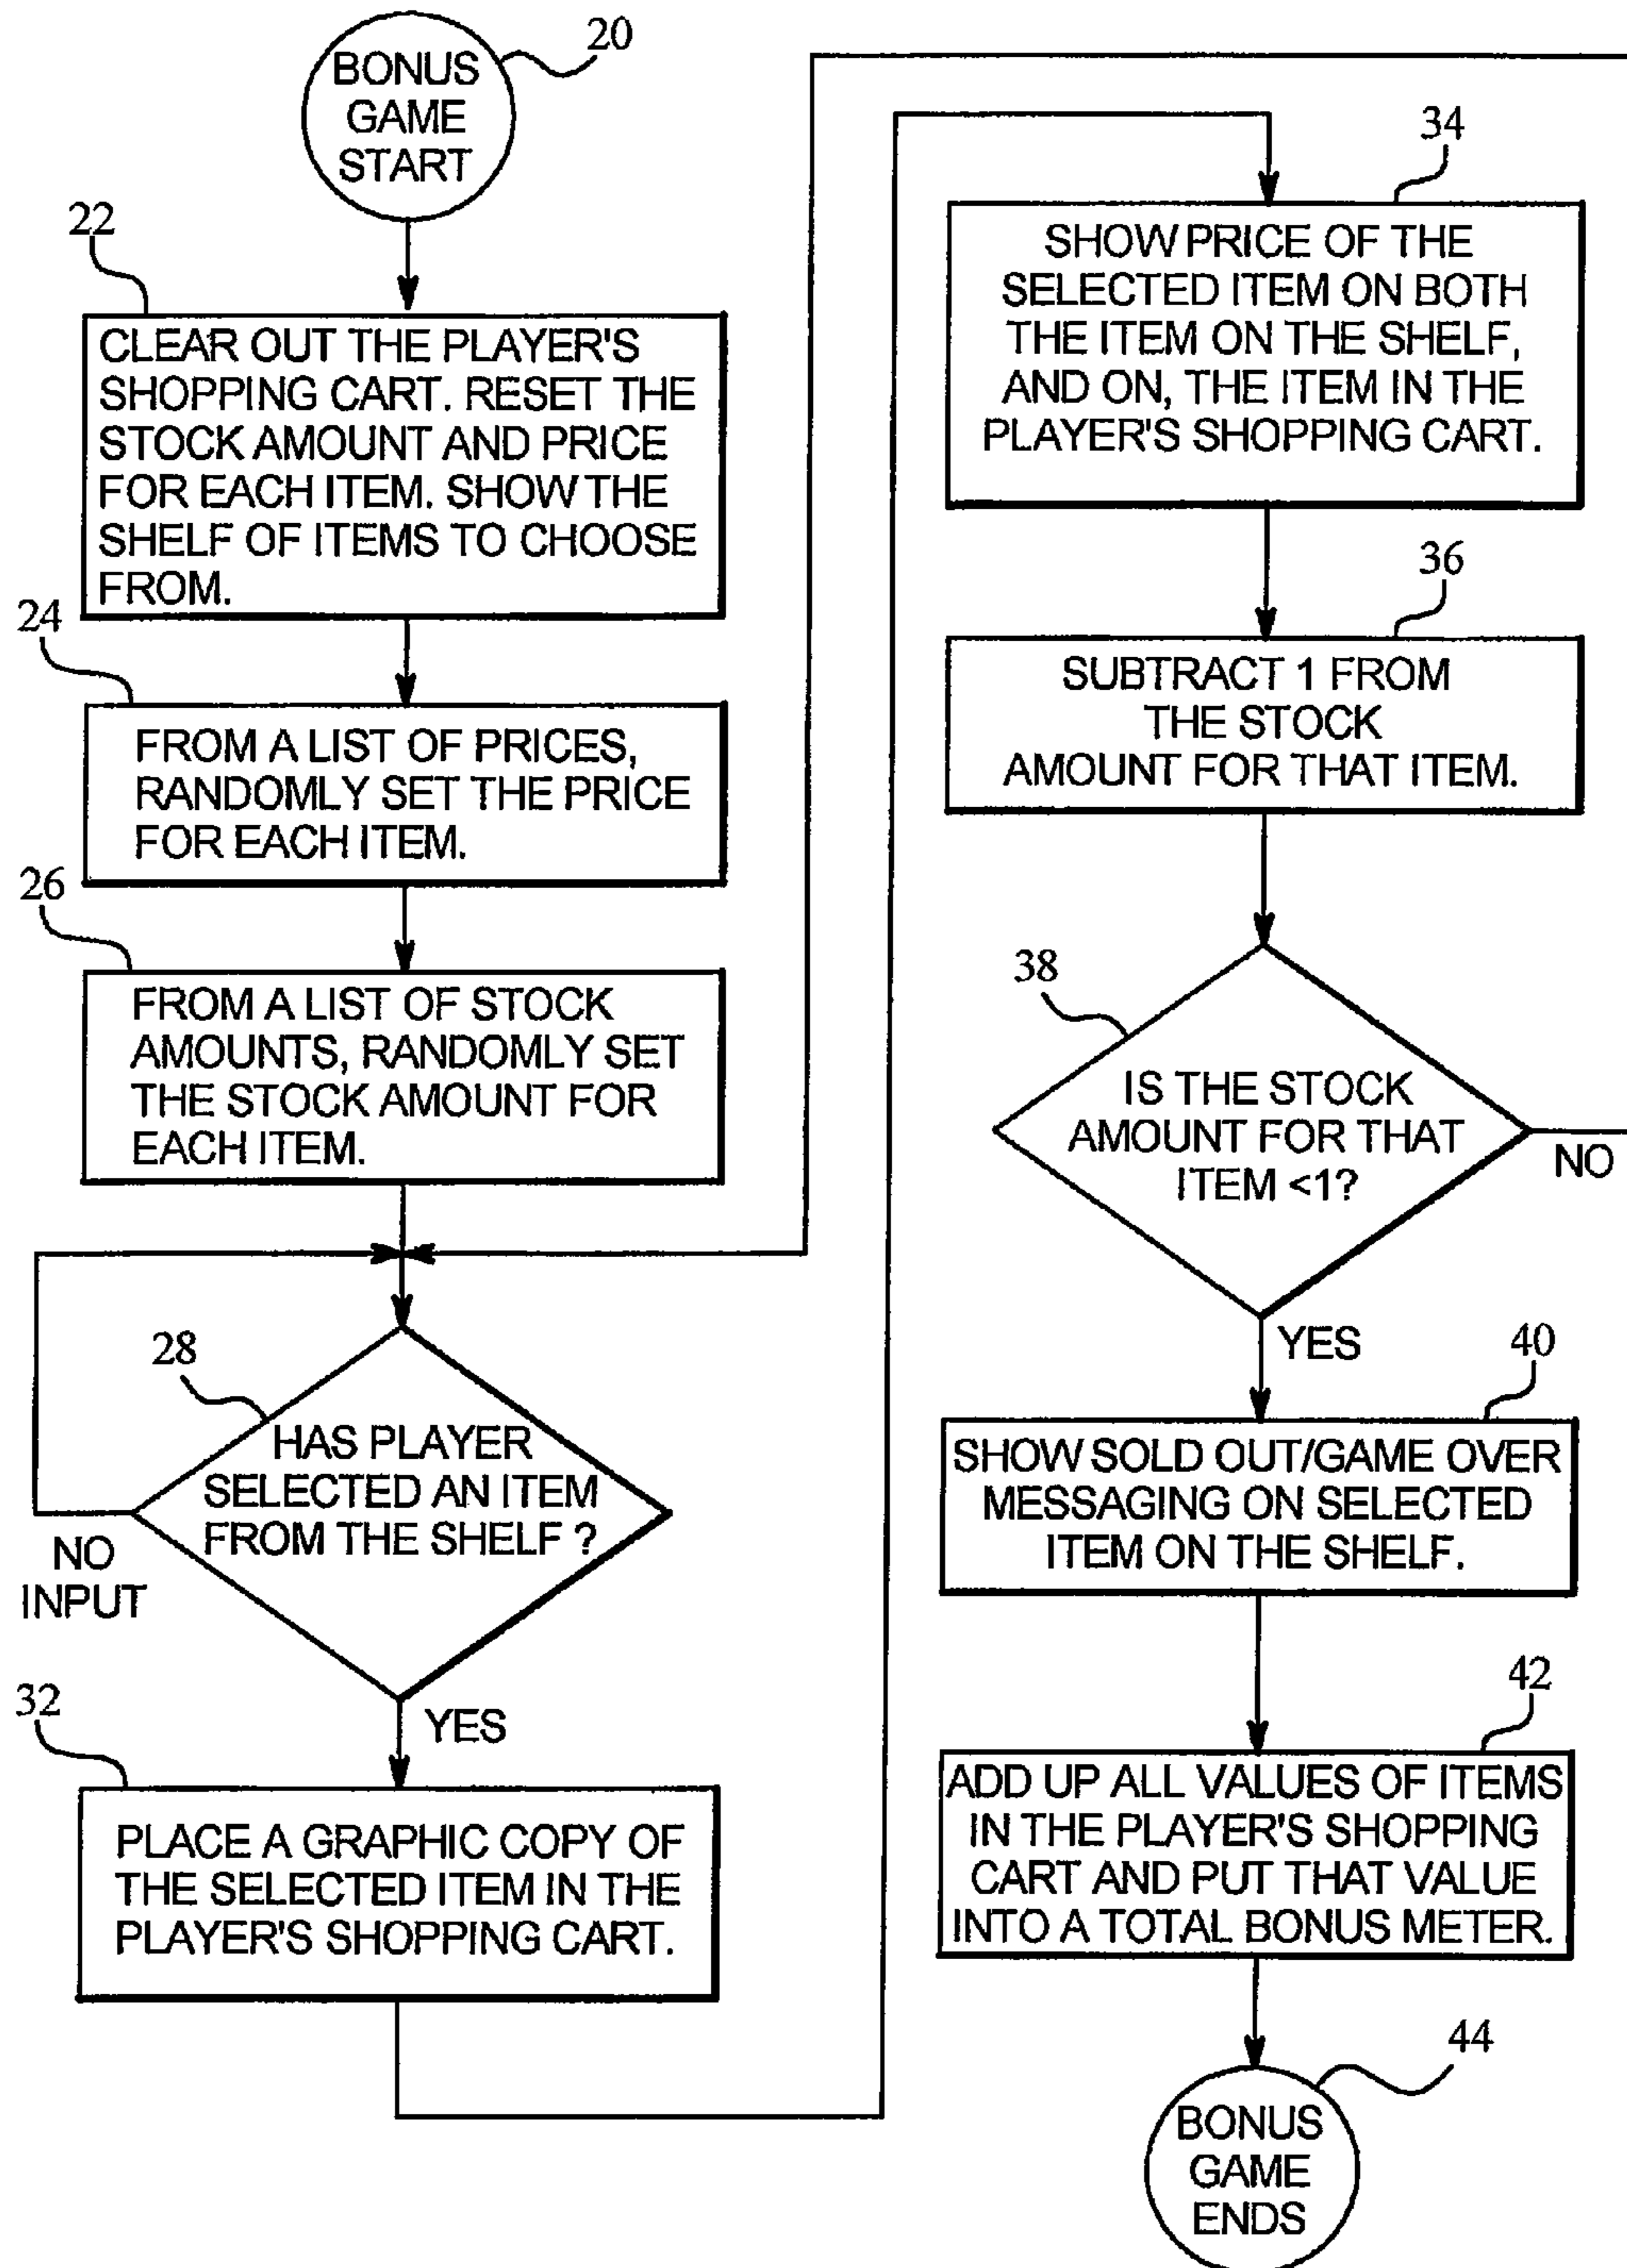 20
BONUS
GAME
START
22
CLEAR OUT THE PLAYER'S
SHOPPING CART. RESET THE
STOCK AMOUNT AND PRICE
FOR EACH ITEM. SHOW THE
SHELF OF ITEMS TO CHOOSE
FROM.
24
FROM A LIST OF PRICES,
RANDOMLY SET THE PRICE
FOR EACH ITEM.
26
FROM A LIST OF STOCK
AMOUNTS, RANDOMLY SET
THE STOCK AMOUNT FOR
EACH ITEM.
28
HAS PLAYER
SELECTED AN ITEM
FROM THE SHELF ?
NO
INPUT
YES
32
PLACE A GRAPHIC COPY OF
THE SELECTED ITEM IN THE
PLAYER'S SHOPPING CART.
34
SHOW PRICE OF THE
SELECTED ITEM ON BOTH
THE ITEM ON THE SHELF,
AND ON, THE ITEM IN THE
PLAYER'S SHOPPING CART.
36
SUBTRACT 1 FROM
THE STOCK
AMOUNT FOR THAT ITEM.
38
IS THE STOCK
AMOUNT FOR THAT
ITEM <1?
NO
YES
40
SHOW SOLD OUT/GAME OVER
MESSAGING ON SELECTED
ITEM ON THE SHELF.
42
ADD UP ALL VALUES OF ITEMS
IN THE PLAYER'S SHOPPING
CART AND PUT THAT VALUE
INTO A TOTAL BONUS METER.
44
BONUS
GAME
ENDS